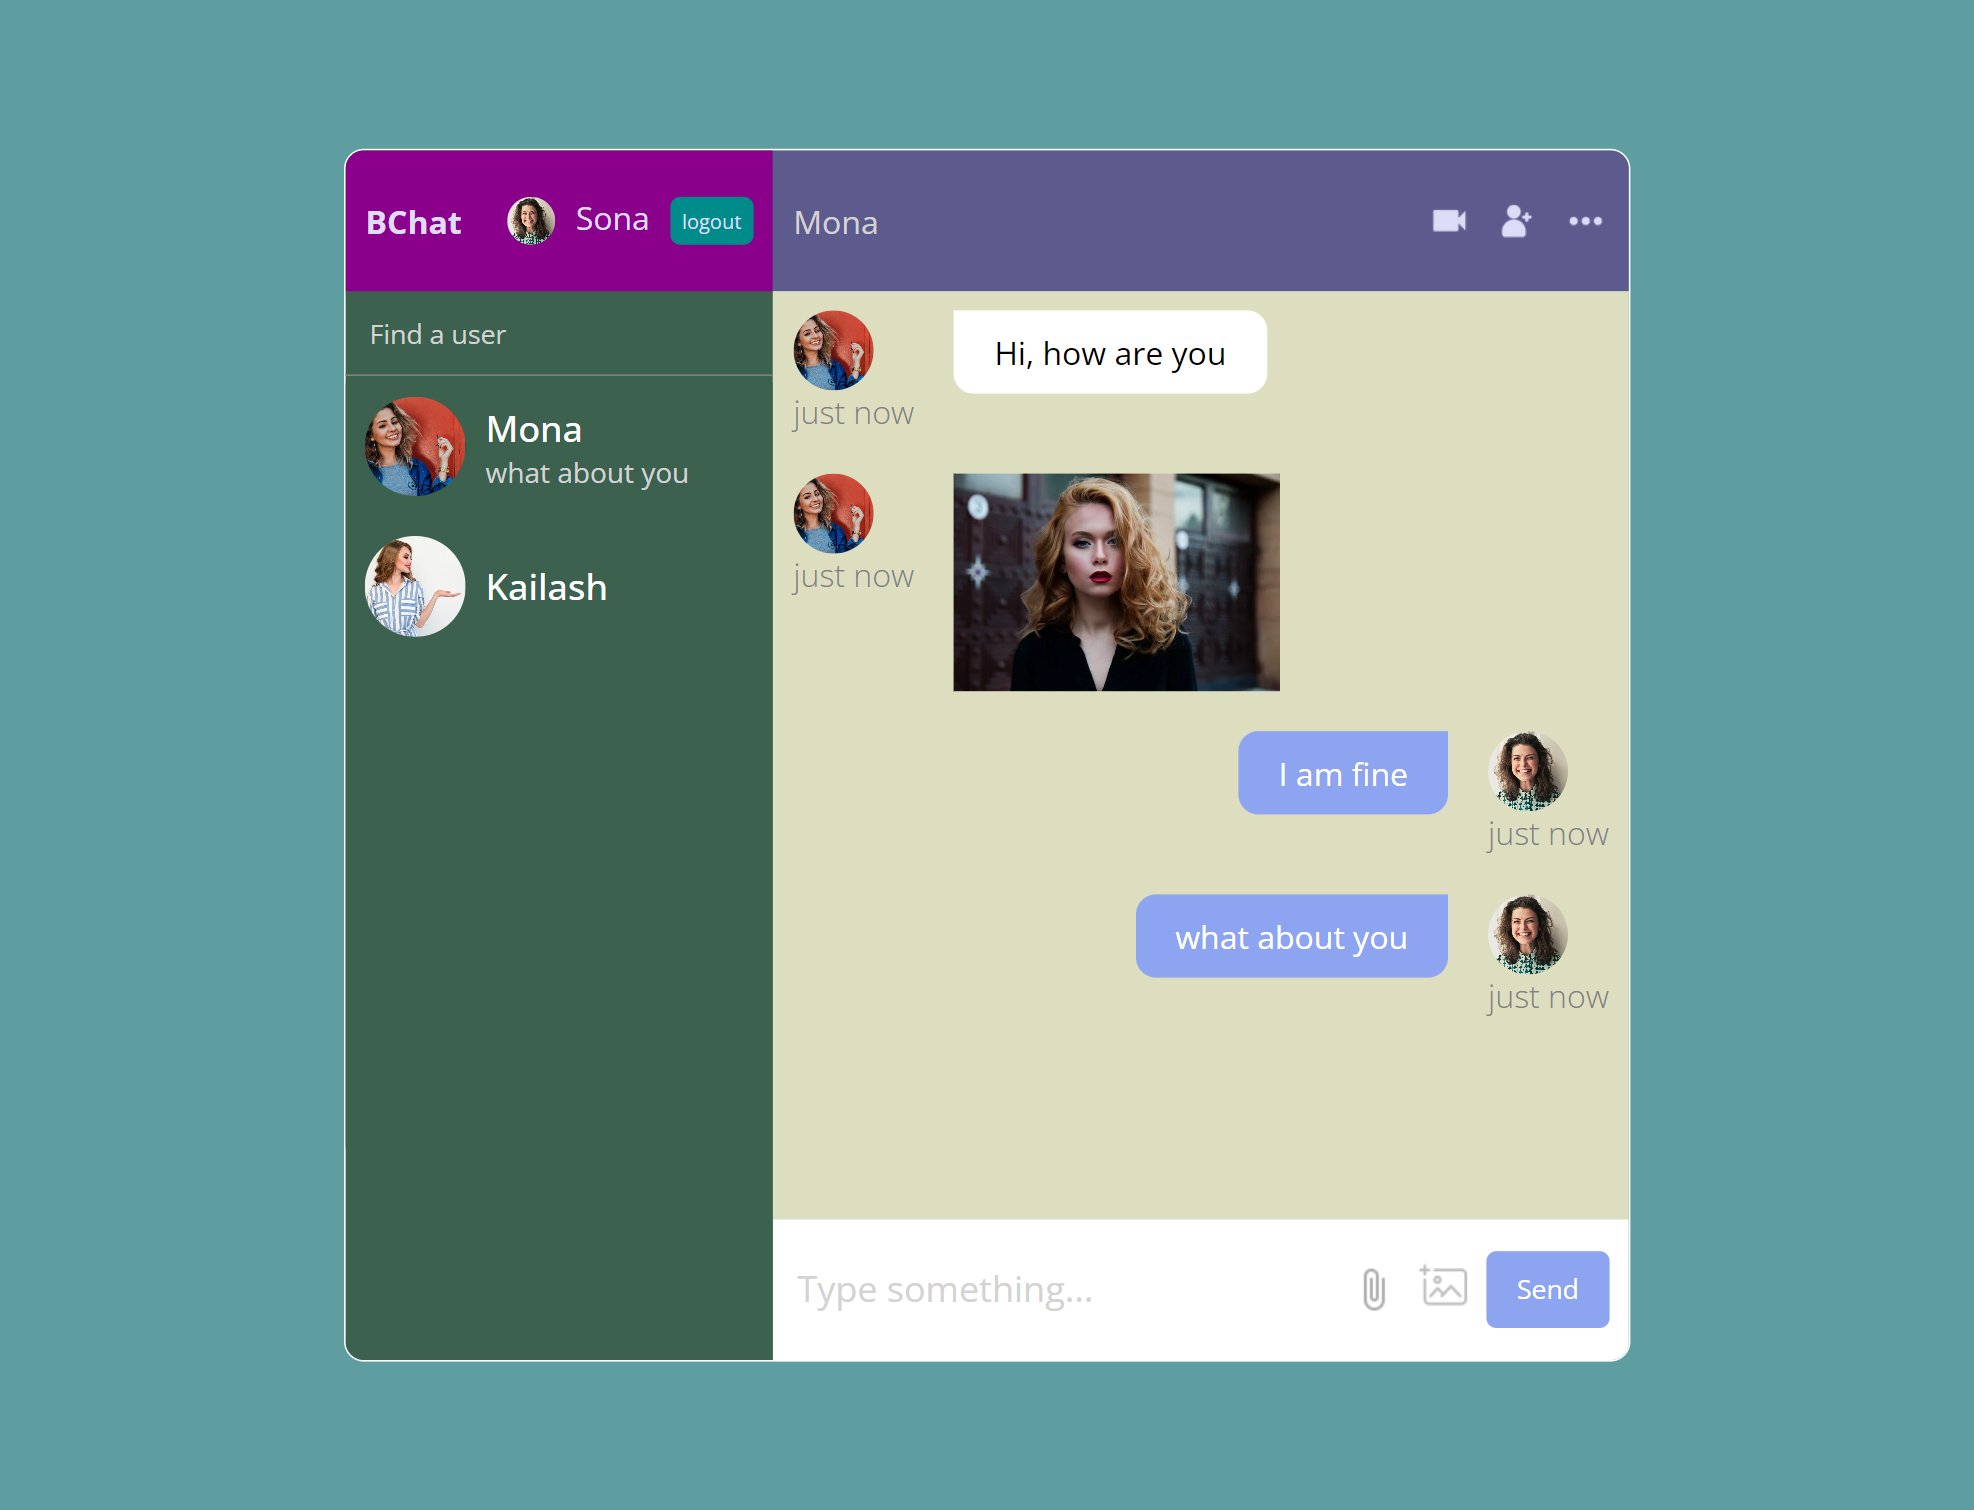 BChat
Sona
logout
Mona
Find a user
Mona
what about you
Kailash
Hi, how are you
just now
just now
I am fine
just now
what about you
just now
Type something...
Send